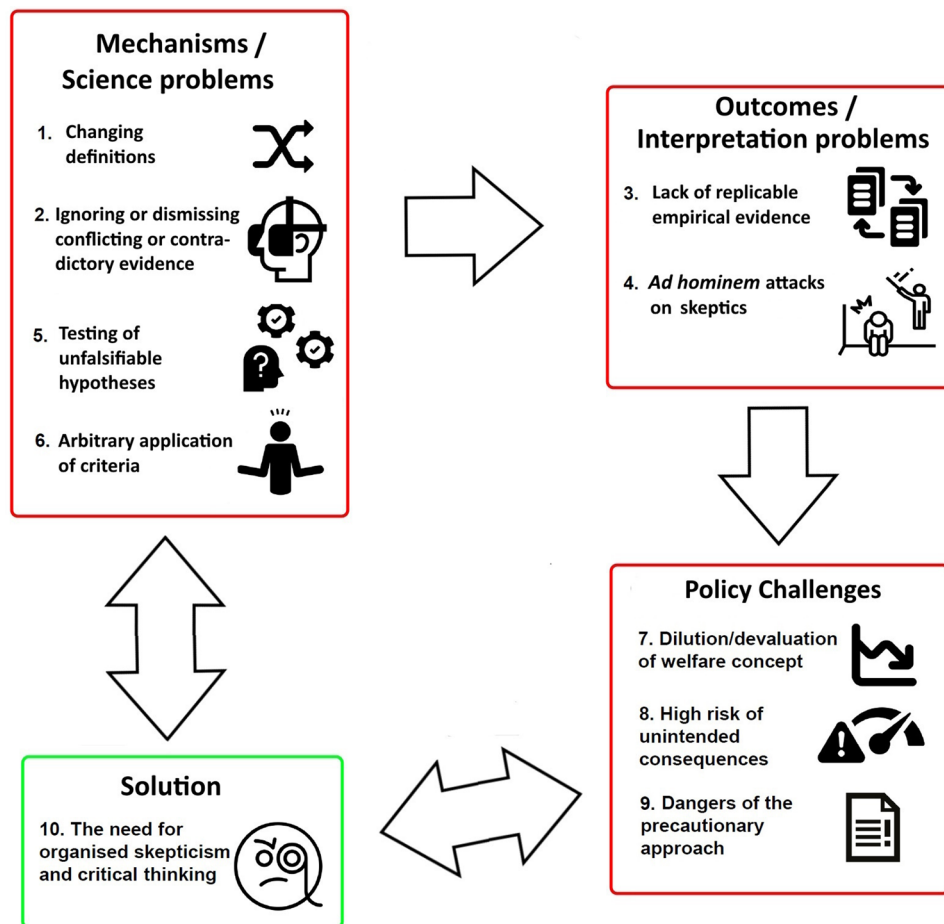 Mechanisms /
Science problems
1. Changing
definitions
2. Ignoring or dismissing
conflicting or contra-
dictory evidence
5. Testing of
unfalsifiable
hypotheses
6. Arbitrary application
of criteria
Outcomes /
Interpretation problems
3. Lack of replicable
empirical evidence
4. Ad hominem attacks
on skeptics
Policy Challenges
7. Dilution/devaluation
of welfare concept
8. High risk of
unintended
consequences
9. Dangers of the
precautionary
approach
Solution
10. The need for
organised skepticism
and critical thinking